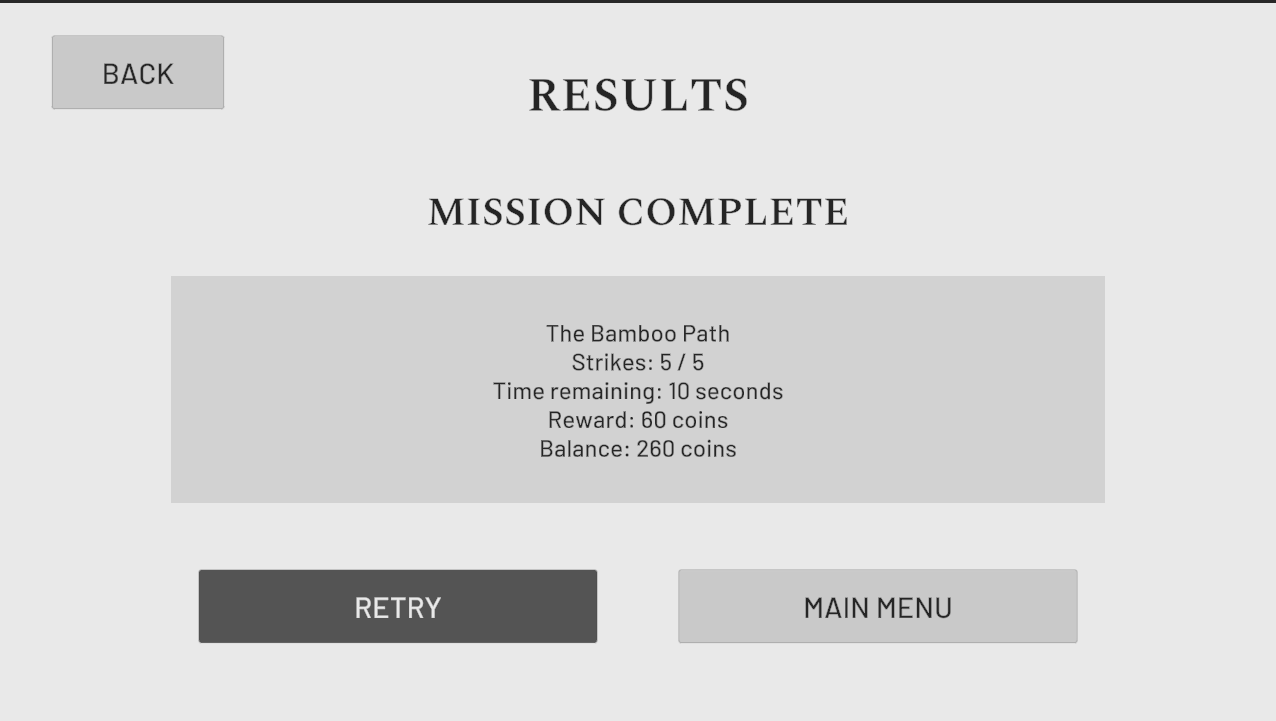 BACK
RESULTS
MISSION COMPLETE
The Bamboo Path
Strikes: 5 / 5
Time remaining: 10 seconds
Reward: 60 coins
Balance: 260 coins
RETRY
MAIN MENU